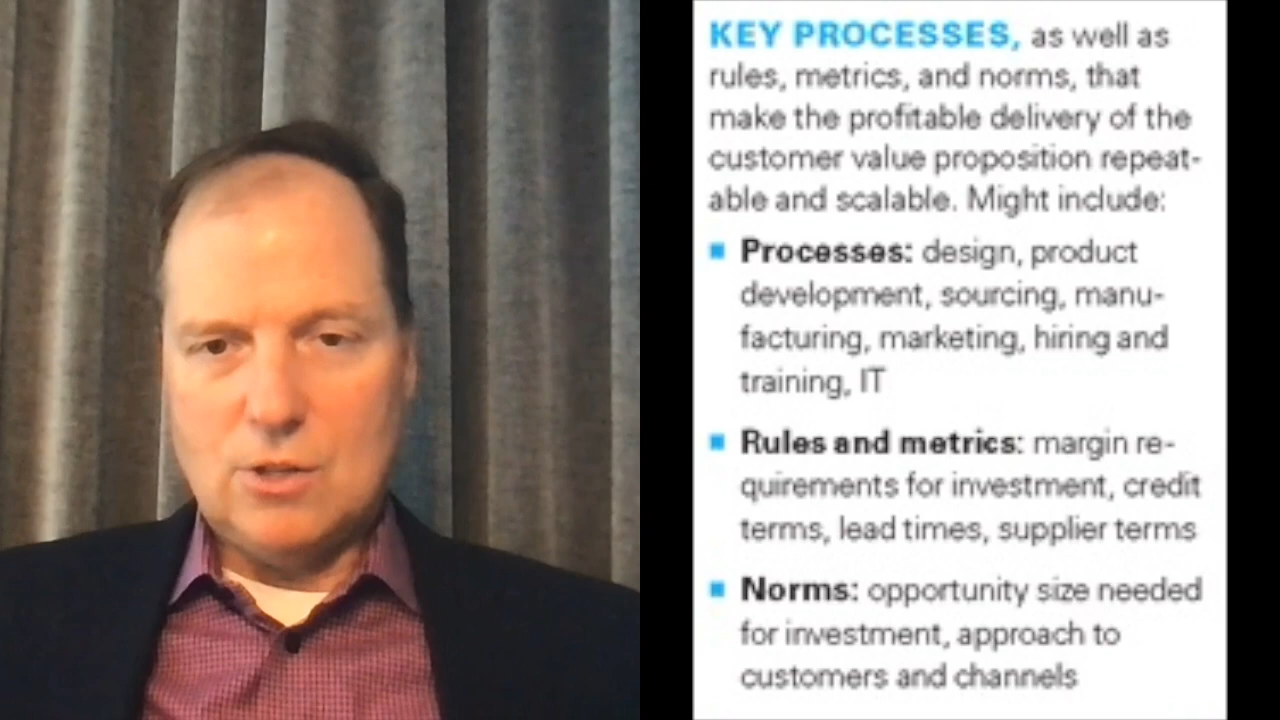 KEY PROCESSES, as well as
rules, metrics, and norms, that
make the profitable delivery of the
customer value proposition repeat-
able and scalable. Might include:
Processes: design, product
development, sourcing, manu-
facturing, marketing, hiring and
training, IT
Rules and metrics: margin re-
quirements for investment, credit
terms, lead times, supplier terms
Norms: opportunity size needed
for investment, approach to
customers and channels